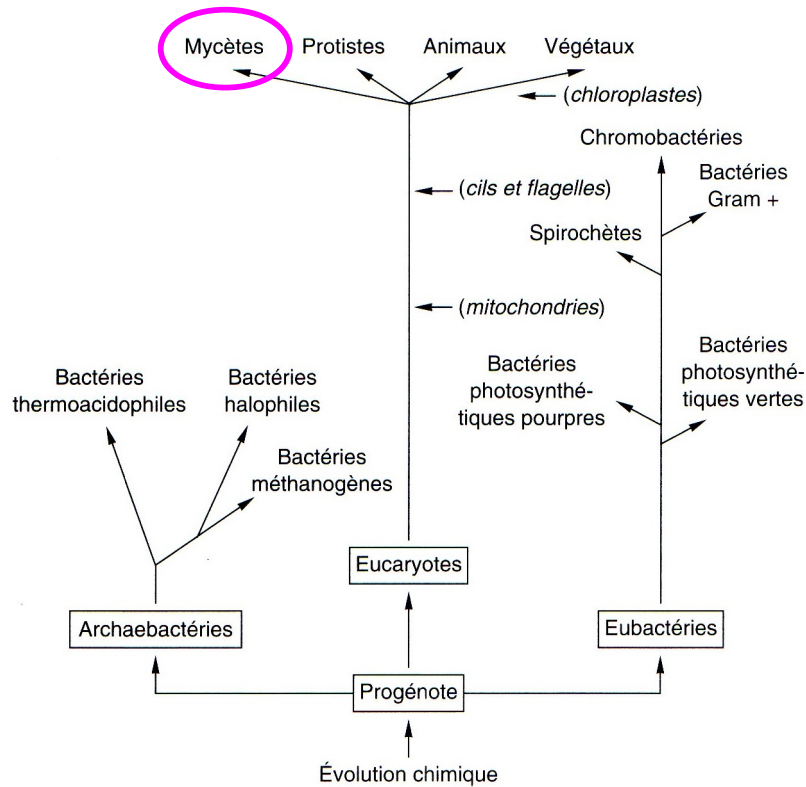 Mycètes
Protistes
Animaux
Végétaux
(chloroplastes)
Chromobactéries
Bactéries
Gram +
(cils et flagelles)
Spirochètes
(mitochondries)
Bactéries
photosynthé-
tiques vertes
Bactéries
photosynthé-
tiques pourpres
Bactéries
thermoacidophiles
Bactéries
halophiles
Bactéries
méthanogènes
Eucaryotes
Archaebactéries
Eubactéries
Progénote
Évolution chimique